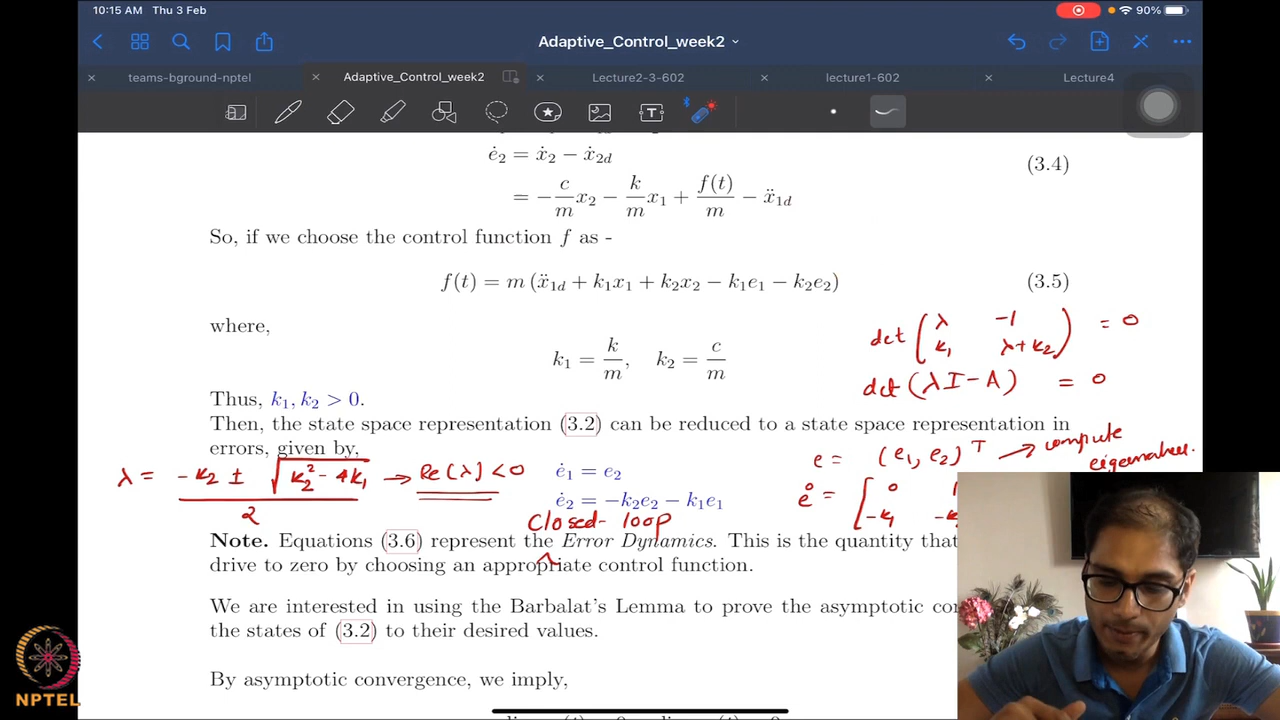 10:15 AM Thu 3 Feb
90%
Adaptive_Control_week2
teams-bground-nptel
Adaptive_Control_week2
Lecture2-3-602
lecture1-602
Lecture4
ė₂ = ẋ₂ − ẋ₂d (3.4)
= −c/m x₂ − k/m x₁ + f(t)/m − ẍ₁d
So, if we choose the control function f as -
f(t) = m (ẍ₁d + k₁x₁ + k₂x₂ − k₁e₁ − k₂e₂) (3.5)
where,
det (λ -1 ; k₁ λ+k₂) = 0
k₁ = k/m, k₂ = c/m
det (λI - A) = 0
Thus, k₁, k₂ > 0.
Then, the state space representation (3.2) can be reduced to a state space representation in
errors, given by,
e = (e₁, e₂)ᵀ → compute eigenvalues.
λ = -k₂ ± √(k₂² - 4k₁) / 2 → Re(λ) < 0
ė₁ = e₂
ė₂ = −k₂e₂ − k₁e₁
ė = [0 ; -k₁
Closed-loop
Note. Equations (3.6) represent the Error Dynamics. This is the quantity that
drive to zero by choosing an appropriate control function.
We are interested in using the Barbalat's Lemma to prove the asymptotic
the states of (3.2) to their desired values.
By asymptotic convergence, we imply,
NPTEL